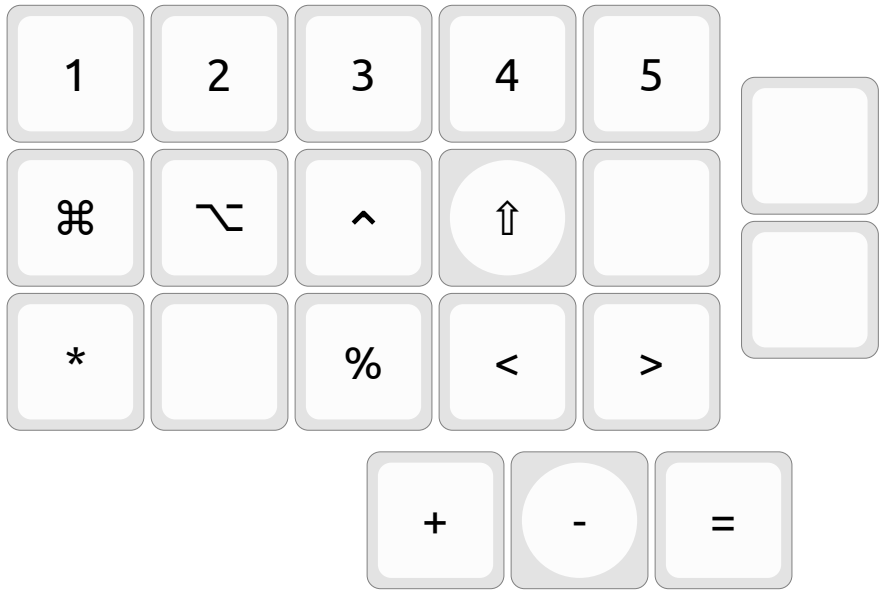 1 2 3 4 5
⌘ ⌥ ⌃ ⇧
* % < >
+ - =